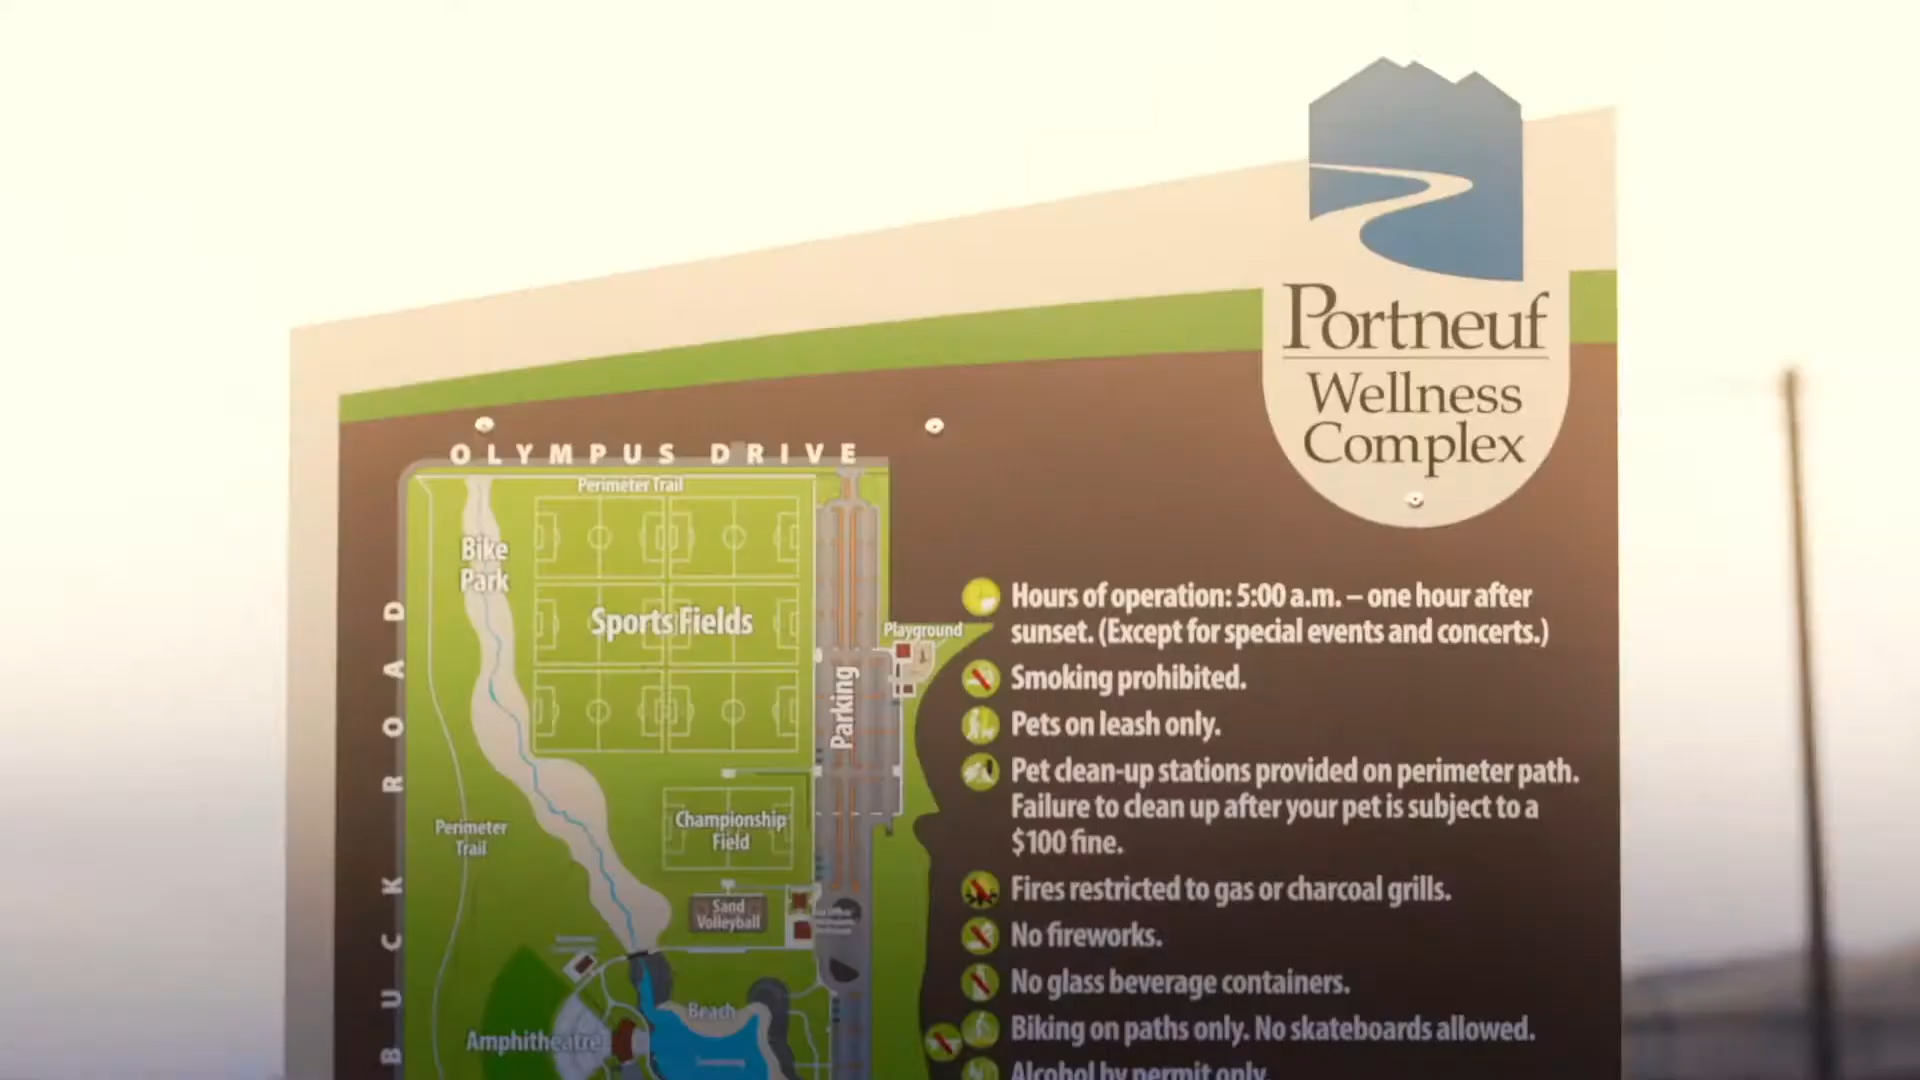 Portneuf
Wellness
Complex
OLYMPUS DRIVE
Perimeter Trail
Bike
Park
Sports Fields
Playground
Parking
BUCK ROAD
Championship
Field
Perimeter
Trail
Sand
Volleyball
Beach
Amphitheatre
Hours of operation: 5:00 a.m. – one hour after
sunset. (Except for special events and concerts.)
Smoking prohibited.
Pets on leash only.
Pet clean-up stations provided on perimeter path.
Failure to clean up after your pet is subject to a
$100 fine.
Fires restricted to gas or charcoal grills.
No fireworks.
No glass beverage containers.
Biking on paths only. No skateboards allowed.
Alcohol by permit only.